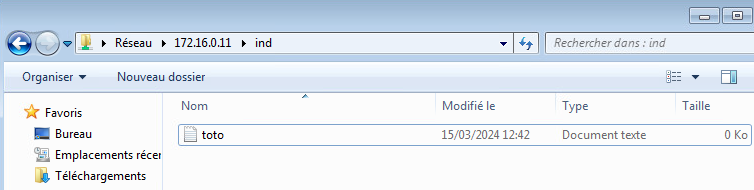 Réseau 172.16.0.11 ind Rechercher dans : ind
Organiser Nouveau dossier
Nom Modifié le Type Taille
Favoris
Bureau toto 15/03/2024 12:42 Document texte 0 Ko
Emplacements récer
Téléchargements